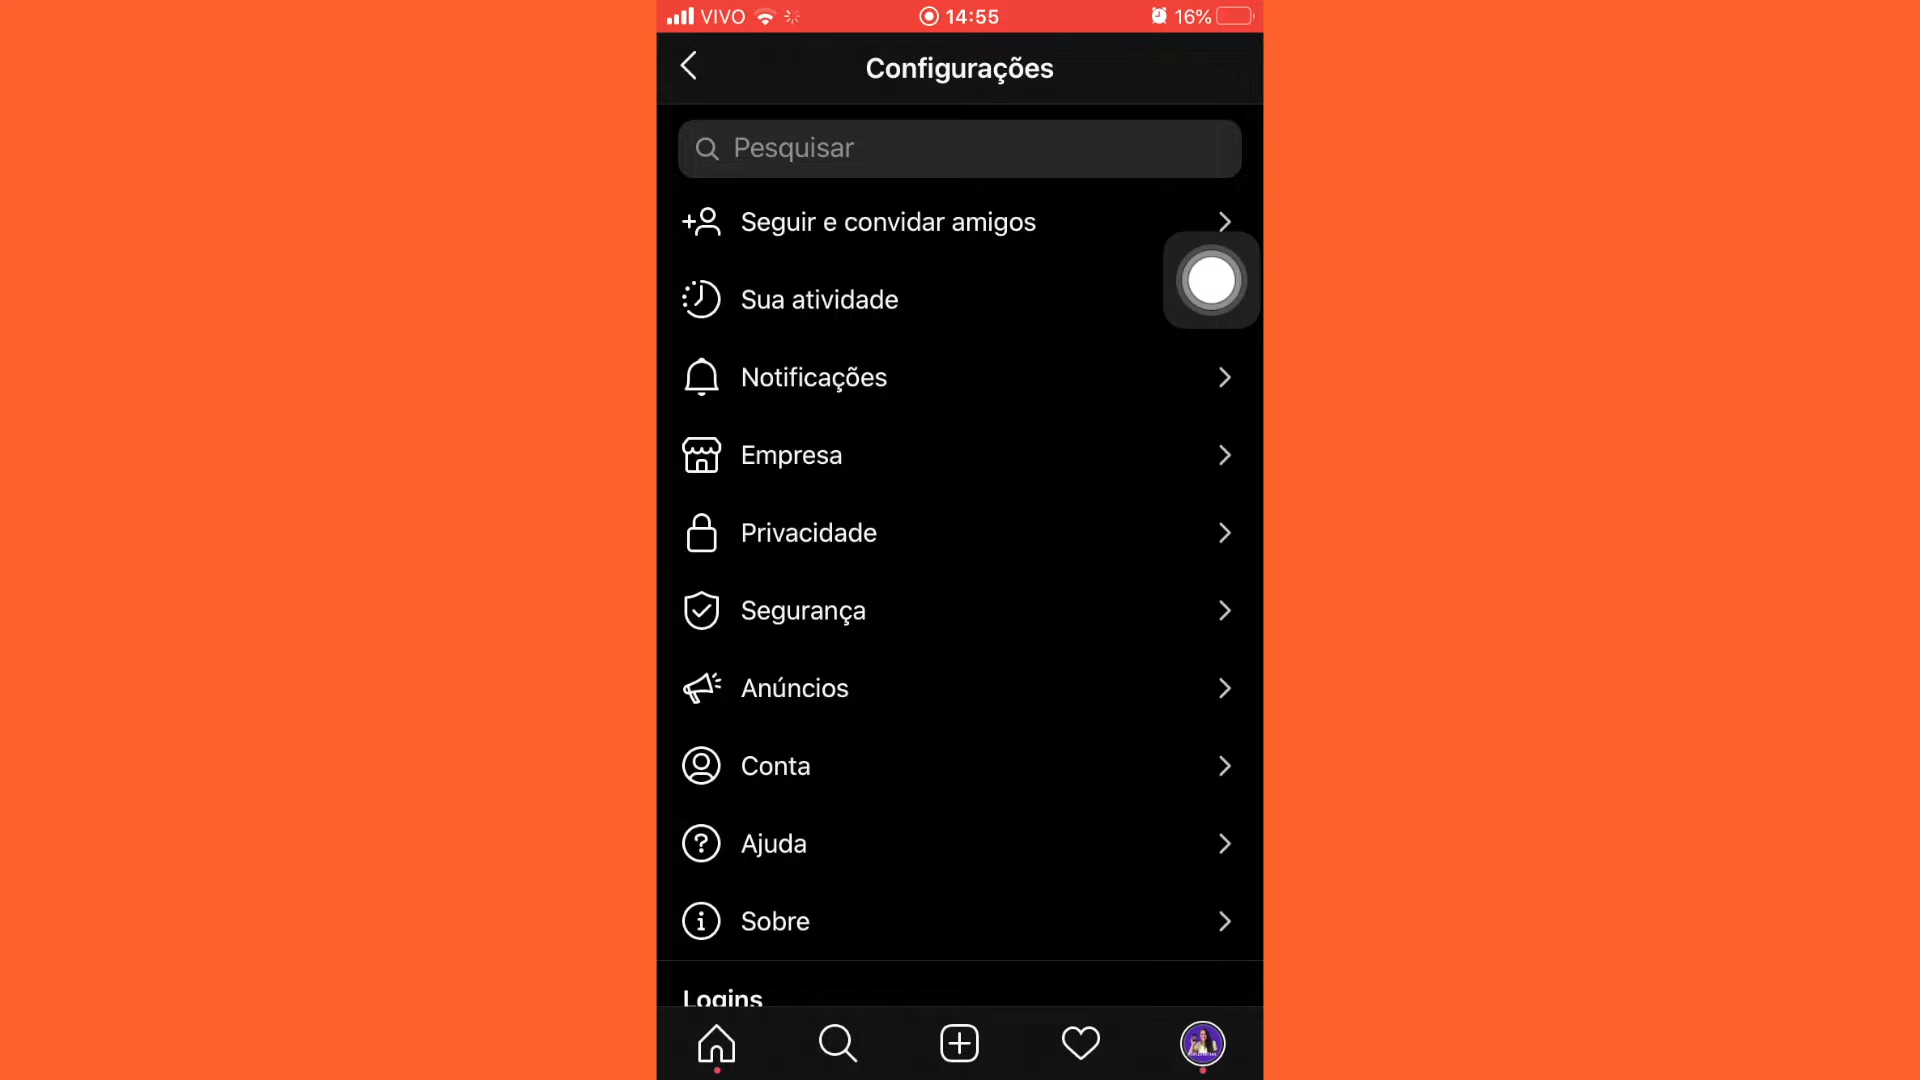 VIVO 14:55 16%
Configurações
Pesquisar
Seguir e convidar amigos
Sua atividade
Notificações
Empresa
Privacidade
Segurança
Anúncios
Conta
Ajuda
Sobre
Logins